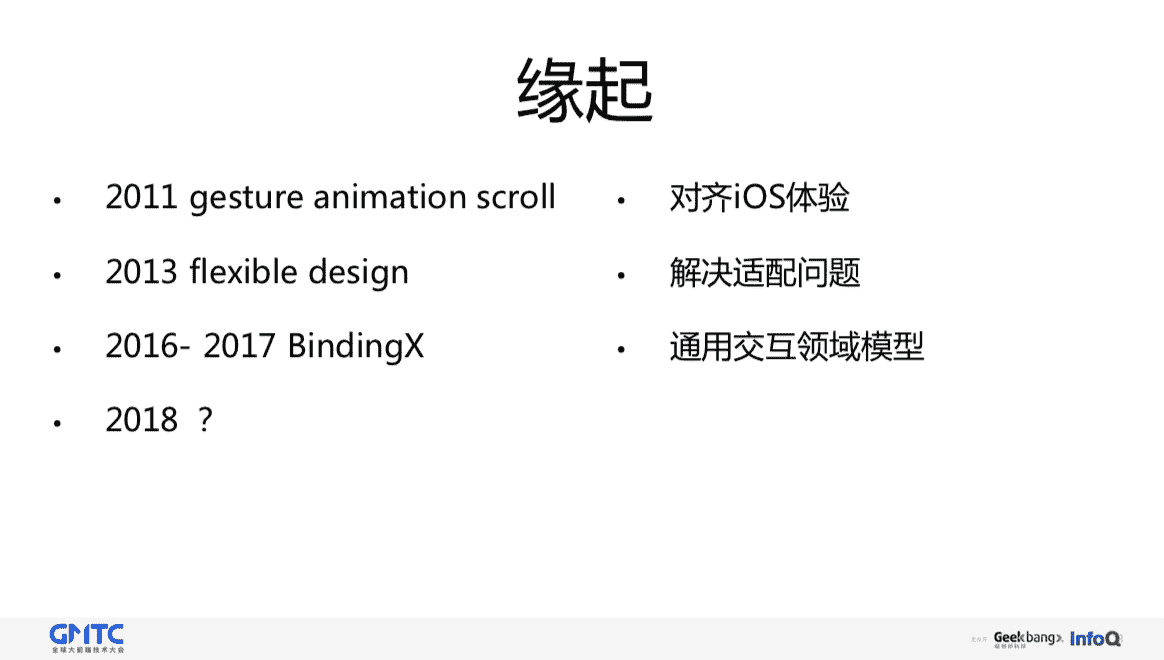 缘起
• 2011 gesture animation scroll
• 2013 flexible design
• 2016- 2017 BindingX
• 2018 ？
• 对齐iOS体验
• 解决适配问题
• 通用交互领域模型
GMTC
全球大前端技术大会
主办方
Geekbang>.
极客邦科技
InfoQ